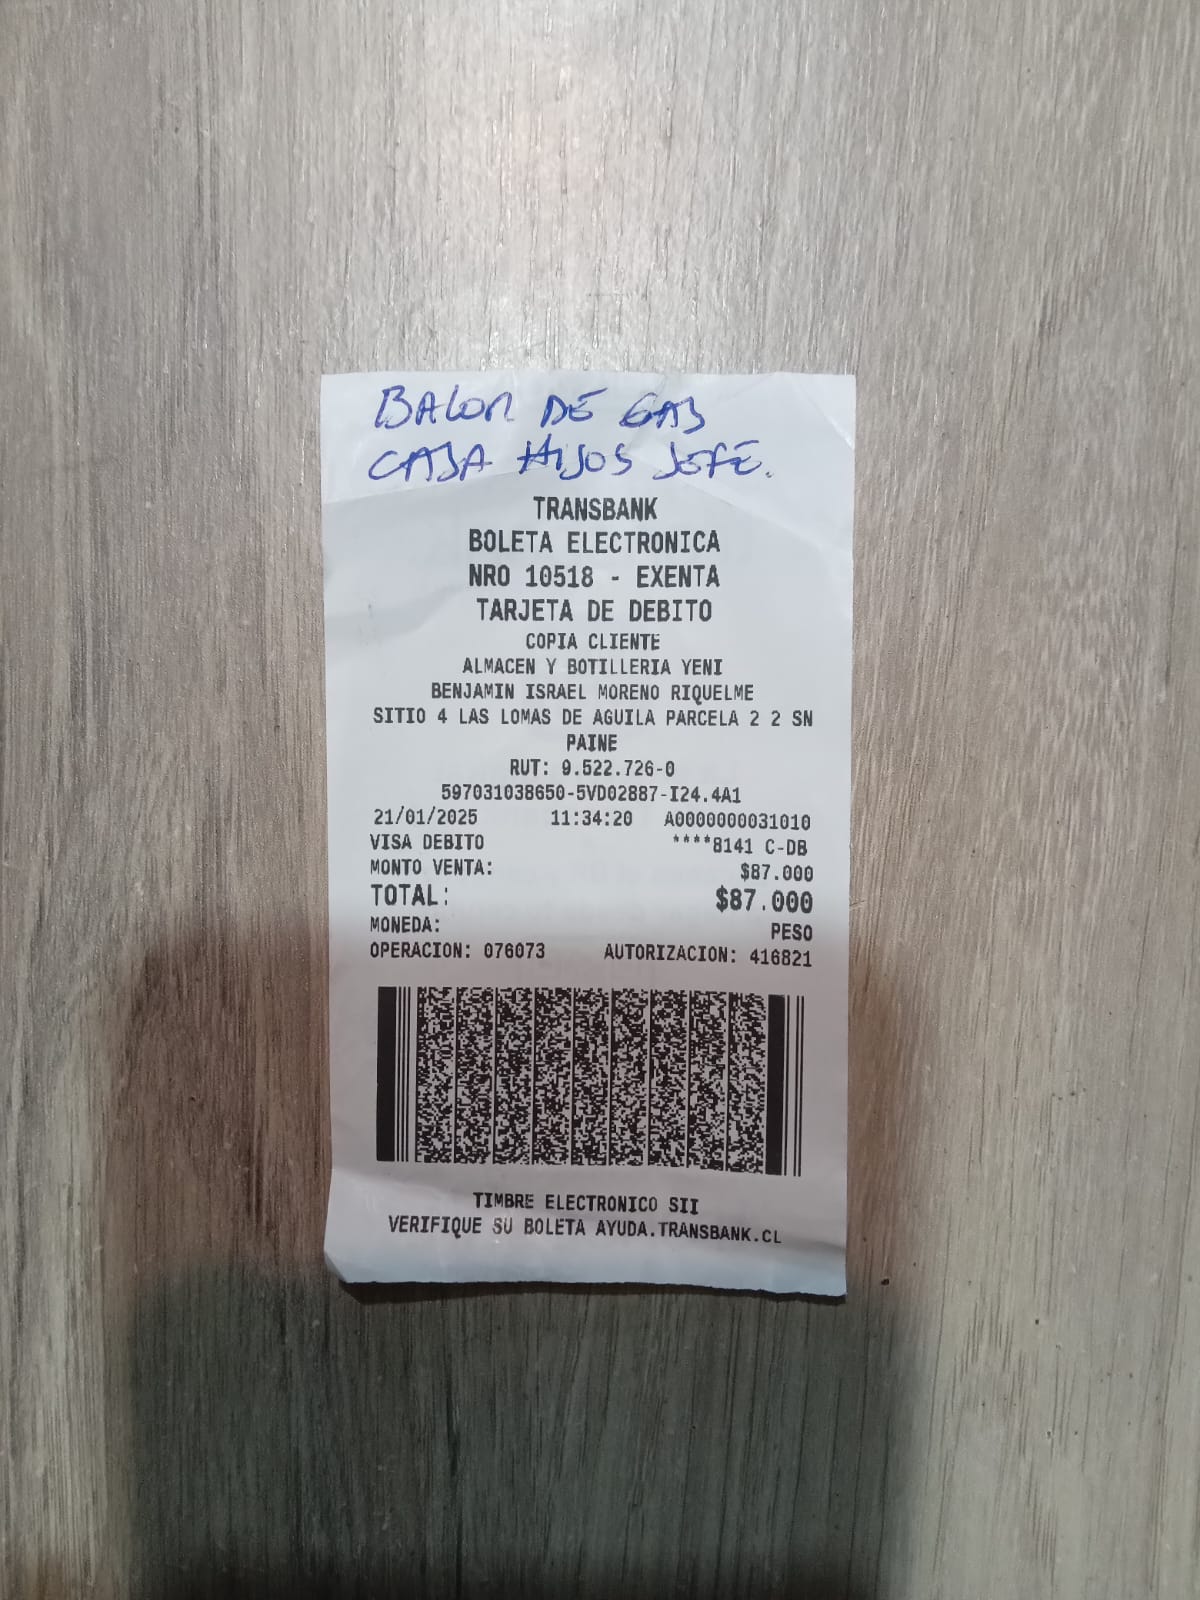 BALON DE GAS
CASA HIJOS JEFE.
TRANSBANK
BOLETA ELECTRONICA
NRO 10518 - EXENTA
TARJETA DE DEBITO
COPIA CLIENTE
ALMACEN Y BOTILLERIA YENI
BENJAMIN ISRAEL MORENO RIQUELME
SITIO 4 LAS LOMAS DE AGUILA PARCELA 2 2 SN
PAINE
RUT: 9.522.726-0
597031038650-5VD02887-I24.4A1
21/01/2025 11:34:20 A0000000031010
VISA DEBITO ****8141 C-DB
MONTO VENTA: $87.000
TOTAL: $87.000
MONEDA: PESO
OPERACION: 076073 AUTORIZACION: 416821
TIMBRE ELECTRONICO SII
VERIFIQUE SU BOLETA AYUDA.TRANSBANK.CL